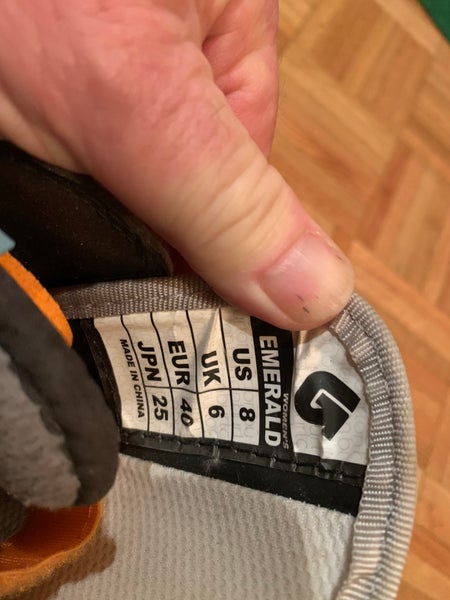 WOMEN'S
EMERALD
US 8
UK 6
EUR 40
JPN 25
MADE IN CHINA